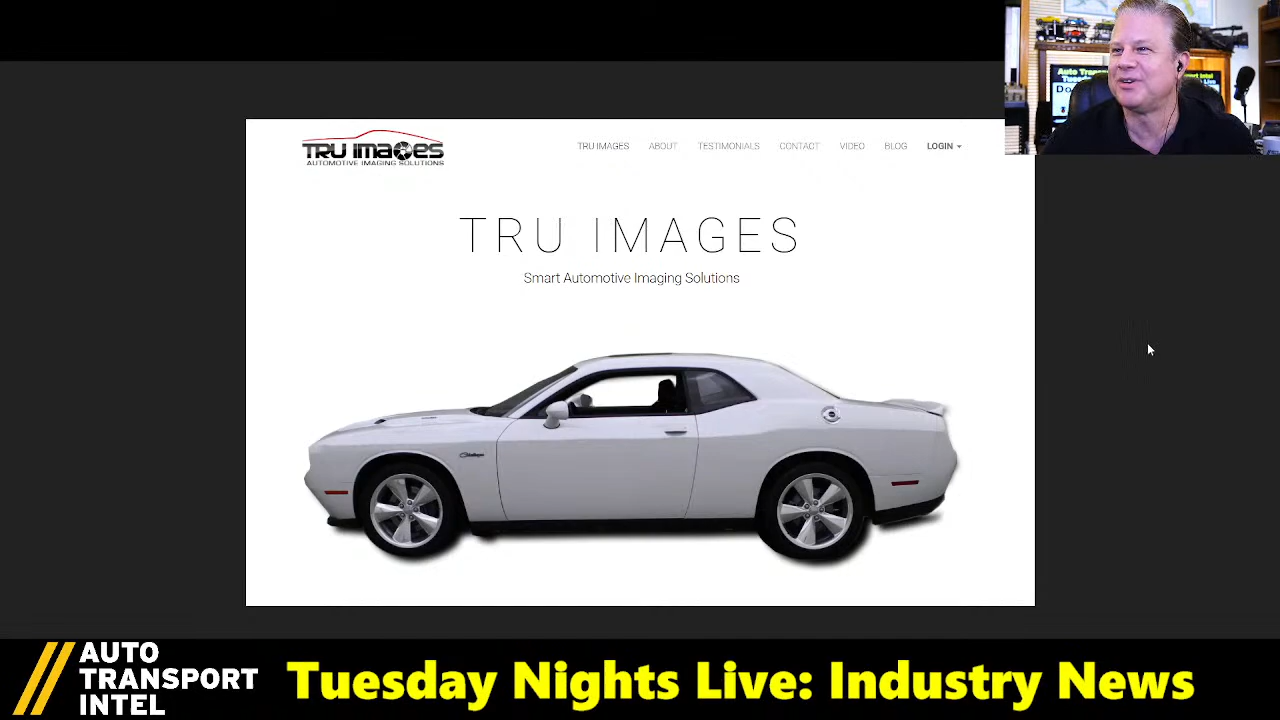 TRU IMAGES
AUTOMOTIVE IMAGING SOLUTIONS
TRU IMAGES ABOUT TESTIMONIALS CONTACT VIDEO BLOG LOGIN
TRU IMAGES
Smart Automotive Imaging Solutions
Challenger
AUTO
TRANSPORT
INTEL
Tuesday Nights Live: Industry News